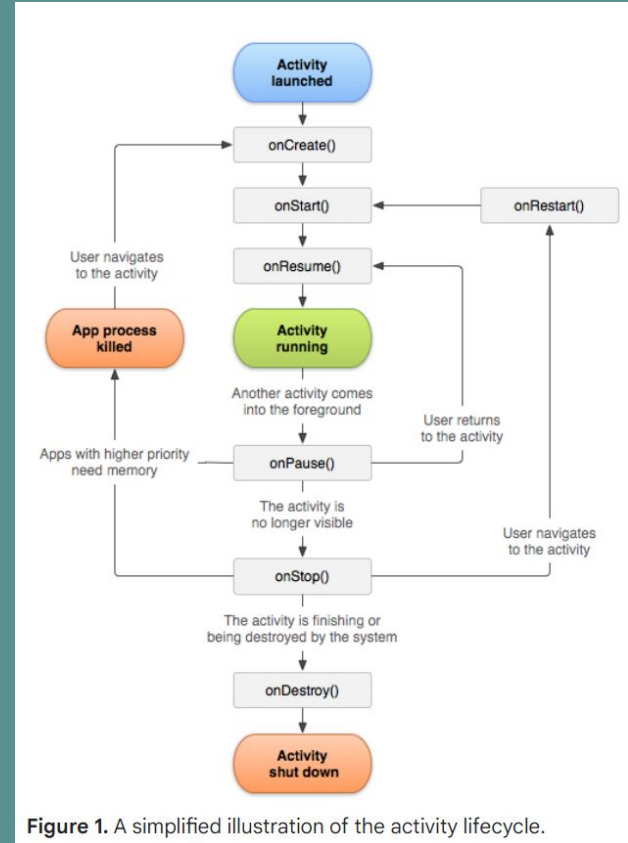 Activity
launched
onCreate()
onStart()
onRestart()
onResume()
User navigates
to the activity
App process
killed
Activity
running
Another activity comes
into the foreground
User returns
to the activity
Apps with higher priority
need memory
onPause()
The activity is
no longer visible
User navigates
to the activity
onStop()
The activity is finishing or
being destroyed by the system
onDestroy()
Activity
shut down
Figure 1. A simplified illustration of the activity lifecycle.